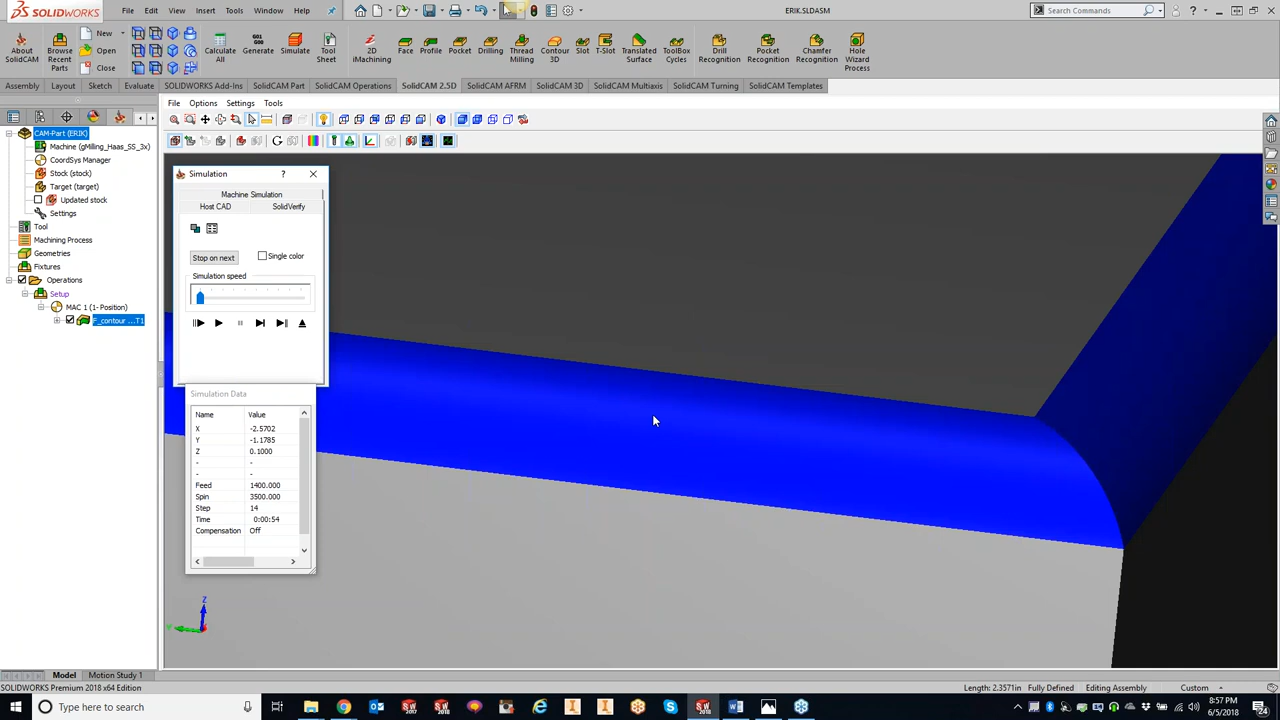 SOLIDWORKS
File
Edit
View
Insert
Tools
Window
Help
ERIK.SLDASM
Search Commands
About SolidCAM
Browse Recent Parts
New
Open
Close
Calculate All
Generate
Simulate
Tool Sheet
2D iMachining
Face
Profile
Pocket
Drilling
Thread Milling
Contour 3D
Slot
T-Slot
Translated Surface
ToolBox Cycles
Drill Recognition
Pocket Recognition
Chamfer Recognition
Hole Wizard Process
Assembly
Layout
Sketch
Evaluate
SOLIDWORKS Add-Ins
SolidCAM Part
SolidCAM Operations
SolidCAM 2.5D
SolidCAM AFRM
SolidCAM 3D
SolidCAM Multiaxis
SolidCAM Turning
SolidCAM Templates
File
Options
Settings
Tools
CAM-Part (ERIK)
Machine (gMilling_Haas_SS_3x)
CoordSys Manager
Stock (stock)
Target (target)
Updated stock
Settings
Tool
Machining Process
Geometries
Fixtures
Operations
Setup
MAC 1 (1- Position)
F_contour ...T1
Simulation
?
Machine Simulation
Host CAD
SolidVerify
Stop on next
Single color
Simulation speed
Simulation Data
Name Value
X -2.5702
Y -1.1785
Z 0.1000
- -
- -
Feed 1400.000
Spin 3500.000
Step 14
Time 0:00:54
Compensation Off
Z
Y
Model
Motion Study 1
SOLIDWORKS Premium 2018 x64 Edition
Length: 2.3571in
Fully Defined
Editing Assembly
Custom
Type here to search
8:57 PM
6/5/2018